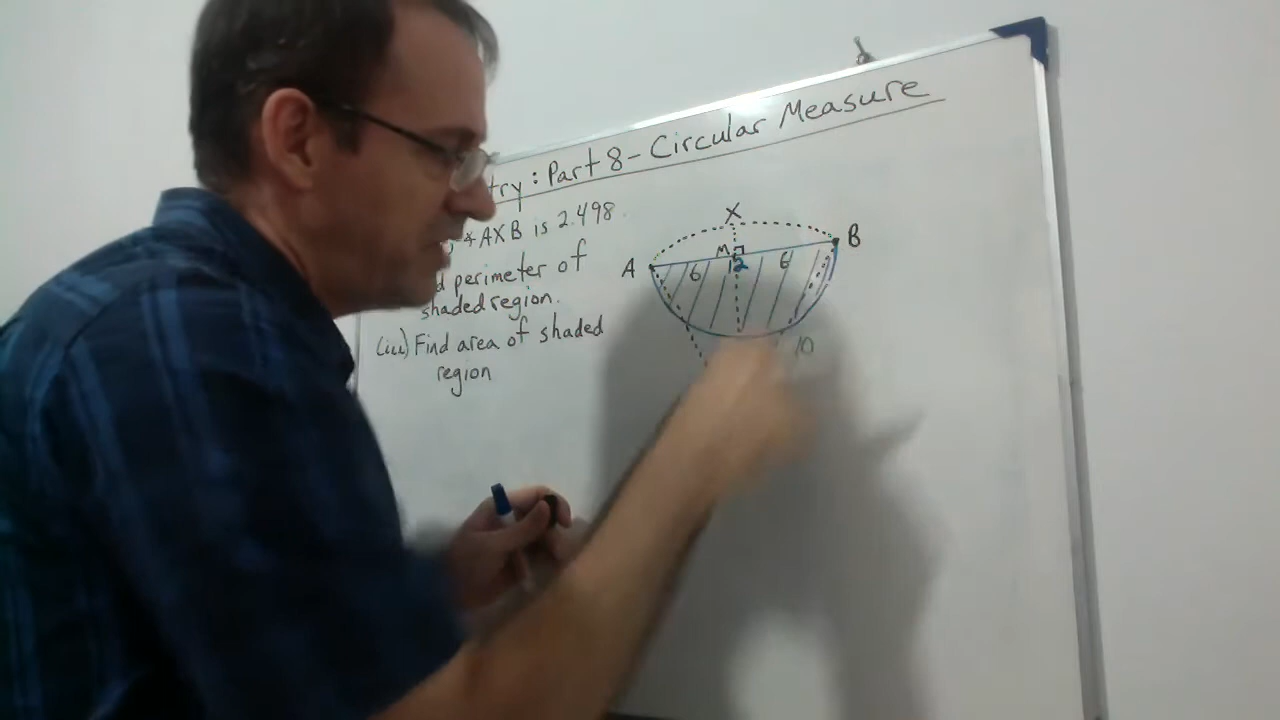 try: Part 8 - Circular Measure
∡AXB is 2.498
d perimeter of
shaded region.
(iii) Find area of shaded
region
X
B
M
A
6
12
6
10